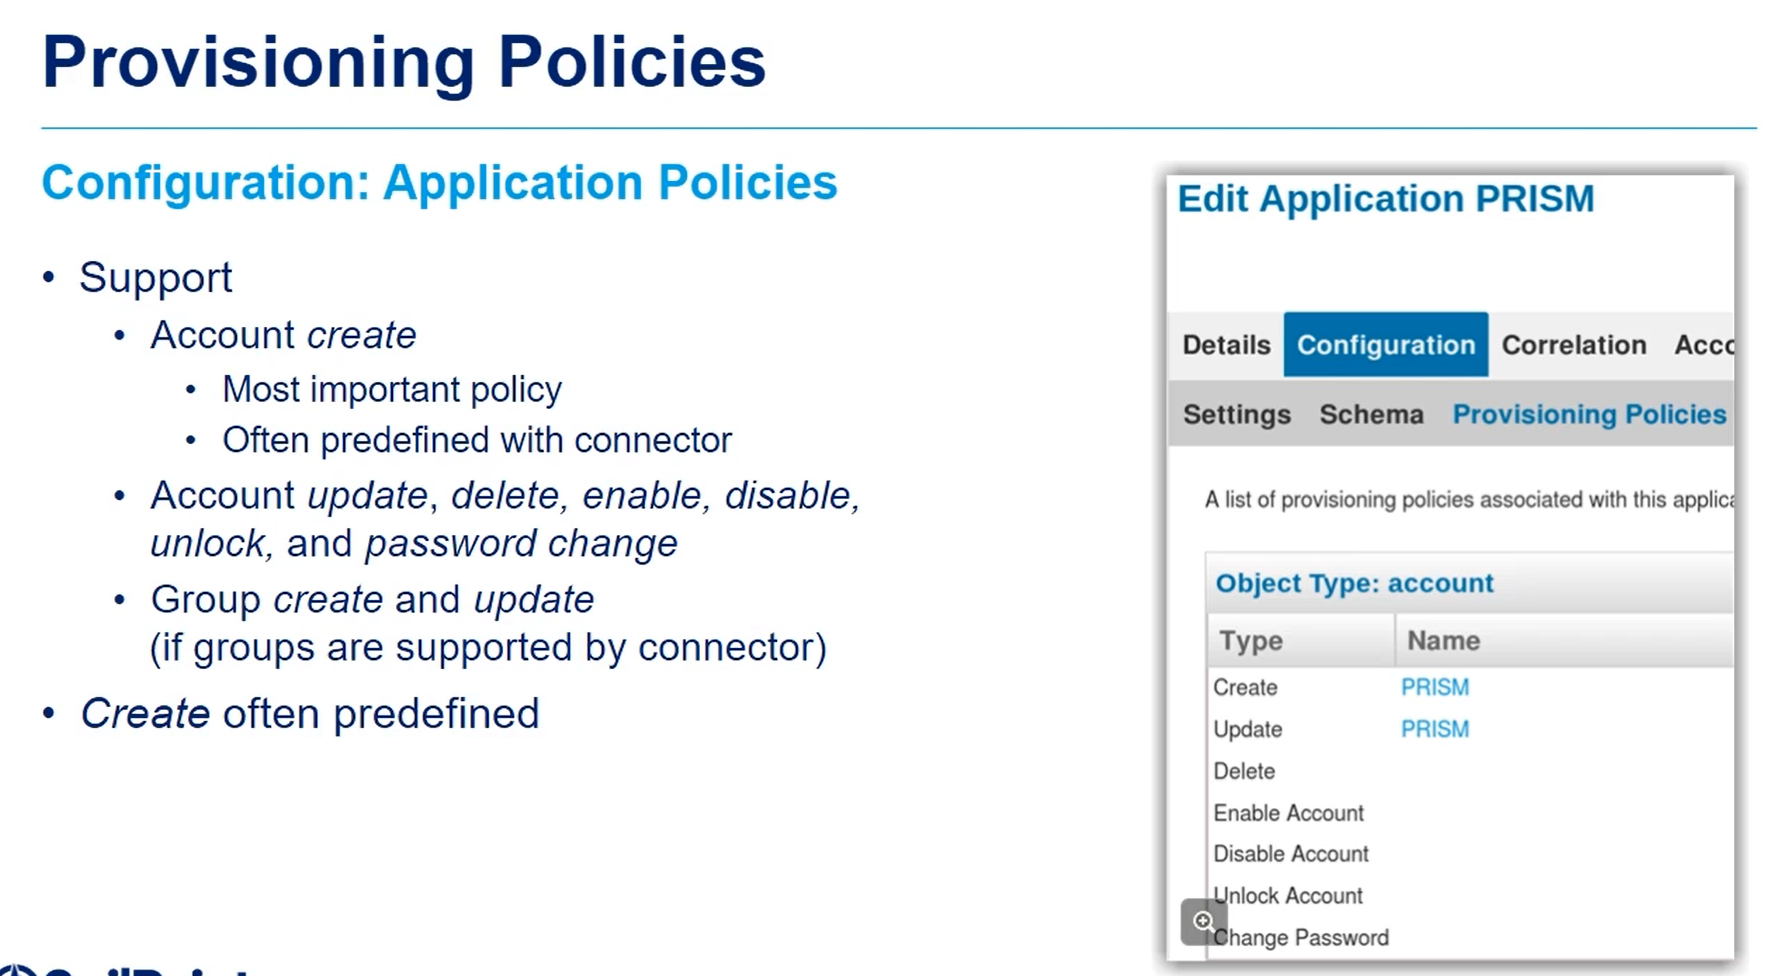 Provisioning Policies
Configuration: Application Policies
• Support
• Account create
• Most important policy
• Often predefined with connector
• Account update, delete, enable, disable,
unlock, and password change
• Group create and update
(if groups are supported by connector)
• Create often predefined
Edit Application PRISM
Details Configuration Correlation
Settings Schema Provisioning Policies
A list of provisioning policies associated with this
Object Type: account
Type Name
Create PRISM
Update PRISM
Delete
Enable Account
Disable Account
Unlock Account
Change Password